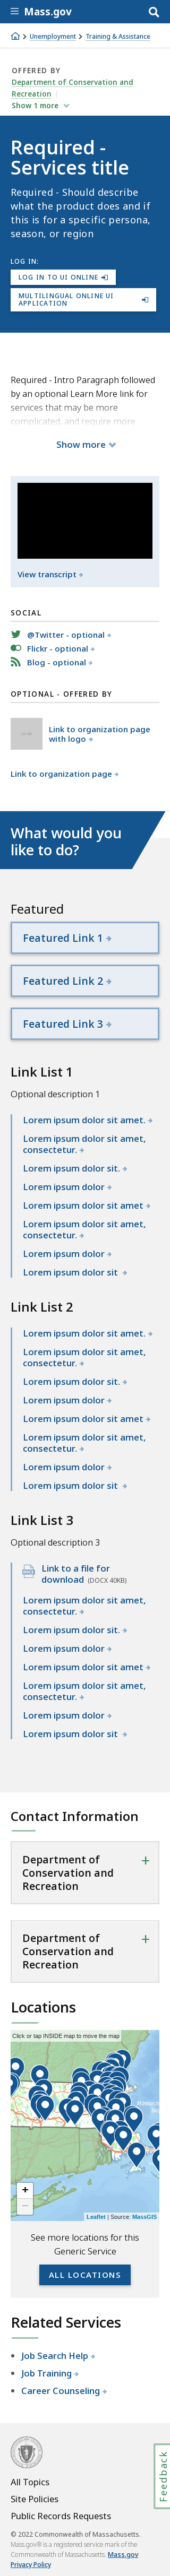 Mass.gov
Unemployment
Training & Assistance
OFFERED BY
Department of Conservation and
Recreation
Show 1 more
Required -
Services title
Required - Should describe
what the product does and if
this is for a specific persona,
season, or region
LOG IN:
LOG IN TO UI ONLINE
MULTILINGUAL ONLINE UI
APPLICATION
Required - Intro Paragraph followed
by an optional Learn More link for
services that may be more
complicated, and require more
Show more
View transcript
SOCIAL
@Twitter - optional
Flickr - optional
Blog - optional
OPTIONAL - OFFERED BY
Link to organization page
with logo
Link to organization page
What would you
like to do?
Featured
Featured Link 1
Featured Link 2
Featured Link 3
Link List 1
Optional description 1
Lorem ipsum dolor sit amet.
Lorem ipsum dolor sit amet,
consectetur.
Lorem ipsum dolor sit.
Lorem ipsum dolor
Lorem ipsum dolor sit amet
Lorem ipsum dolor sit amet,
consectetur.
Lorem ipsum dolor
Lorem ipsum dolor sit
Link List 2
Lorem ipsum dolor sit amet.
Lorem ipsum dolor sit amet,
consectetur.
Lorem ipsum dolor sit.
Lorem ipsum dolor
Lorem ipsum dolor sit amet
Lorem ipsum dolor sit amet,
consectetur.
Lorem ipsum dolor
Lorem ipsum dolor sit
Link List 3
Optional description 3
Link to a file for
download (DOCX 40KB)
Lorem ipsum dolor sit amet,
consectetur.
Lorem ipsum dolor sit.
Lorem ipsum dolor
Lorem ipsum dolor sit amet
Lorem ipsum dolor sit amet,
consectetur.
Lorem ipsum dolor
Lorem ipsum dolor sit
Contact Information
Department of
Conservation and
Recreation
Department of
Conservation and
Recreation
Locations
Click or tap INSIDE map to move the map
+
−
Leaflet | Source: MassGIS
See more locations for this
Generic Service
ALL LOCATIONS
Related Services
Job Search Help
Job Training
Career Counseling
Feedback
All Topics
Site Policies
Public Records Requests
© 2022 Commonwealth of Massachusetts.
Mass.gov® is a registered service mark of the
Commonwealth of Massachusetts. Mass.gov
Privacy Policy